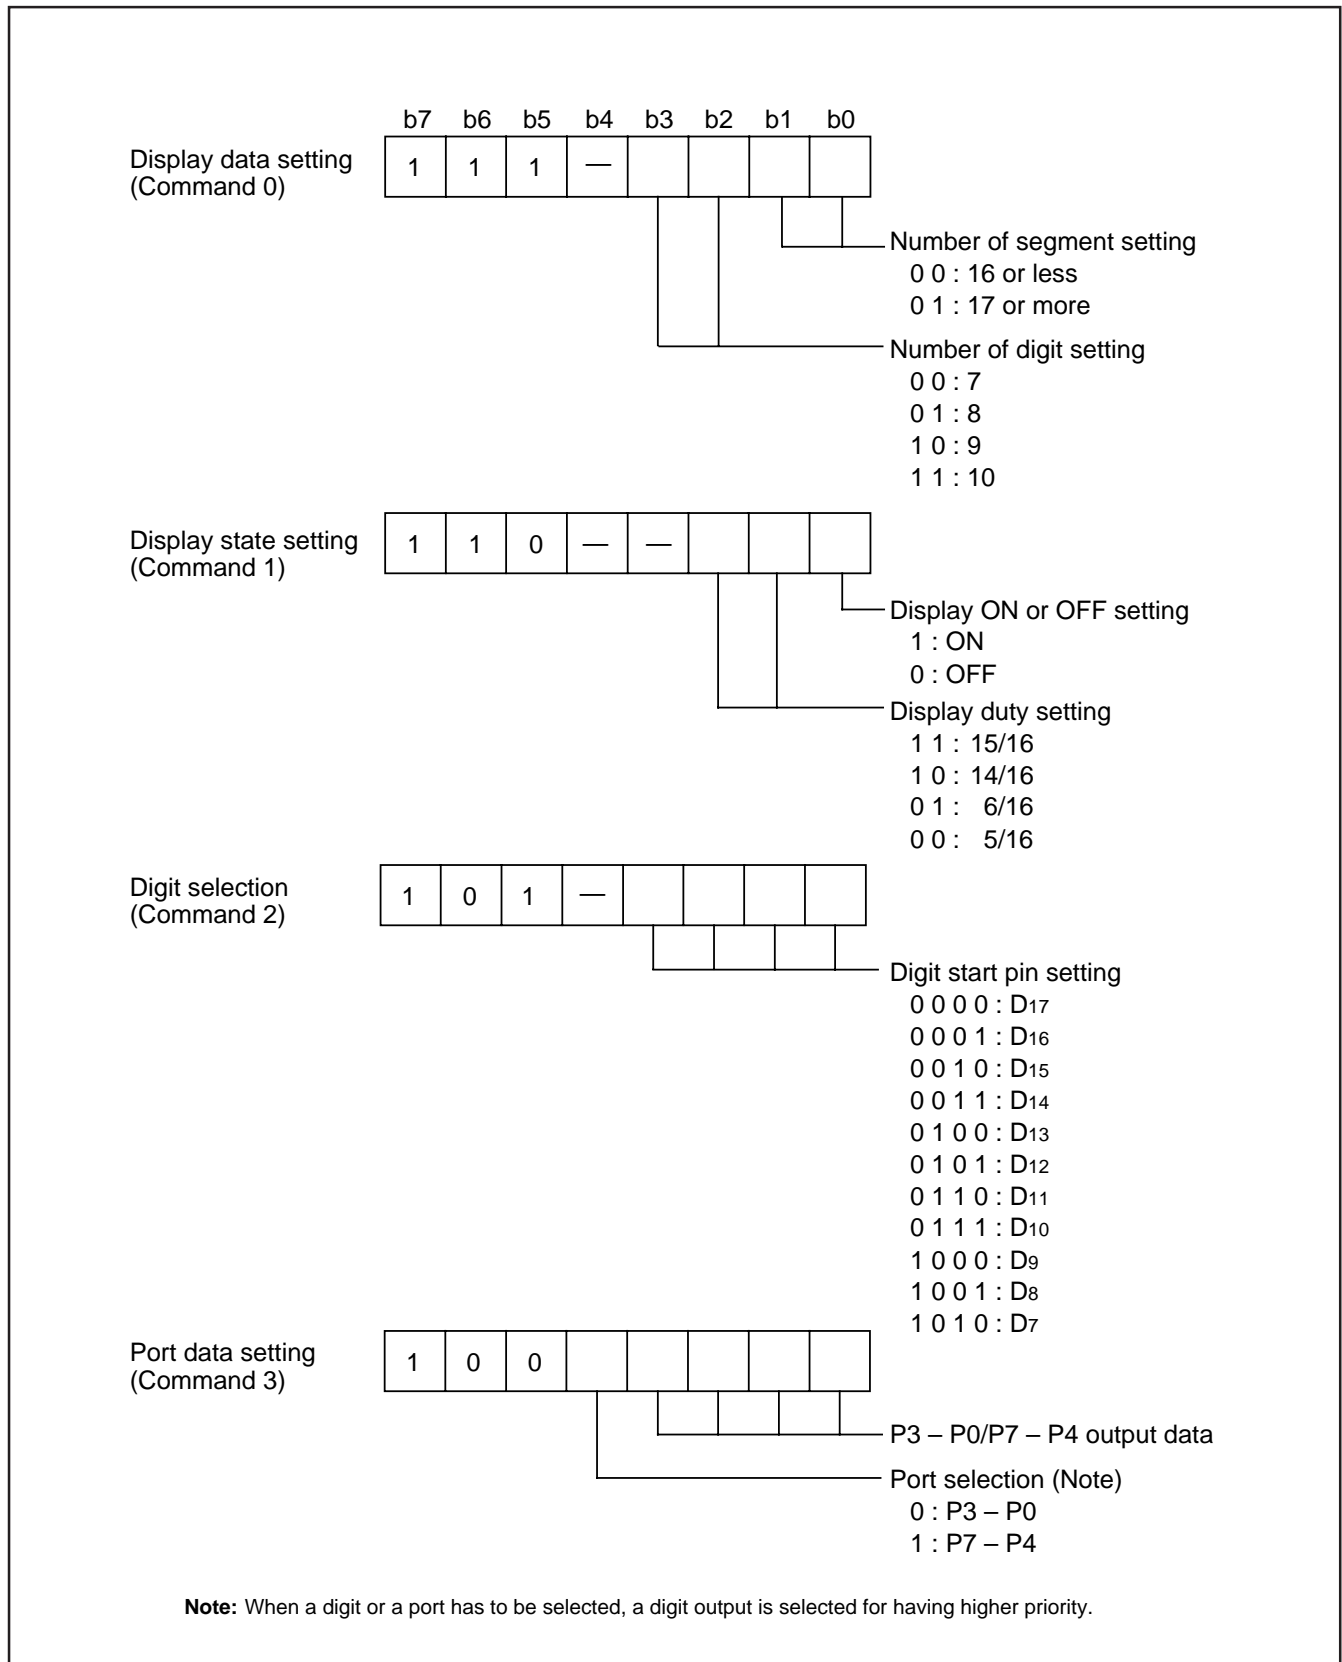 b7 b6 b5 b4 b3 b2 b1 b0
Display data setting
(Command 0)
1 1 1 —
Number of segment setting
0 0 : 16 or less
0 1 : 17 or more
Number of digit setting
0 0 : 7
0 1 : 8
1 0 : 9
1 1 : 10
Display state setting
(Command 1)
1 1 0 — —
Display ON or OFF setting
1 : ON
0 : OFF
Display duty setting
1 1 : 15/16
1 0 : 14/16
0 1 : 6/16
0 0 : 5/16
Digit selection
(Command 2)
1 0 1 —
Digit start pin setting
0 0 0 0 : D17
0 0 0 1 : D16
0 0 1 0 : D15
0 0 1 1 : D14
0 1 0 0 : D13
0 1 0 1 : D12
0 1 1 0 : D11
0 1 1 1 : D10
1 0 0 0 : D9
1 0 0 1 : D8
1 0 1 0 : D7
Port data setting
(Command 3)
1 0 0
P3 – P0/P7 – P4 output data
Port selection (Note)
0 : P3 – P0
1 : P7 – P4
Note: When a digit or a port has to be selected, a digit output is selected for having higher priority.